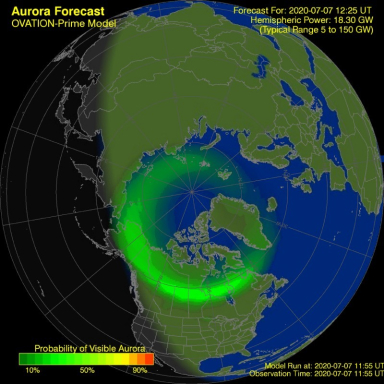 Aurora Forecast
OVATION-Prime Model
Forecast For: 2020-07-07 12:25 UT
Hemispheric Power: 18.30 GW
(Typical Range 5 to 150 GW)
Probability of Visible Aurora
10% 50% 90%
Model Run at: 2020-07-07 11:55 UT
Observation Time: 2020-07-07 11:55 UT